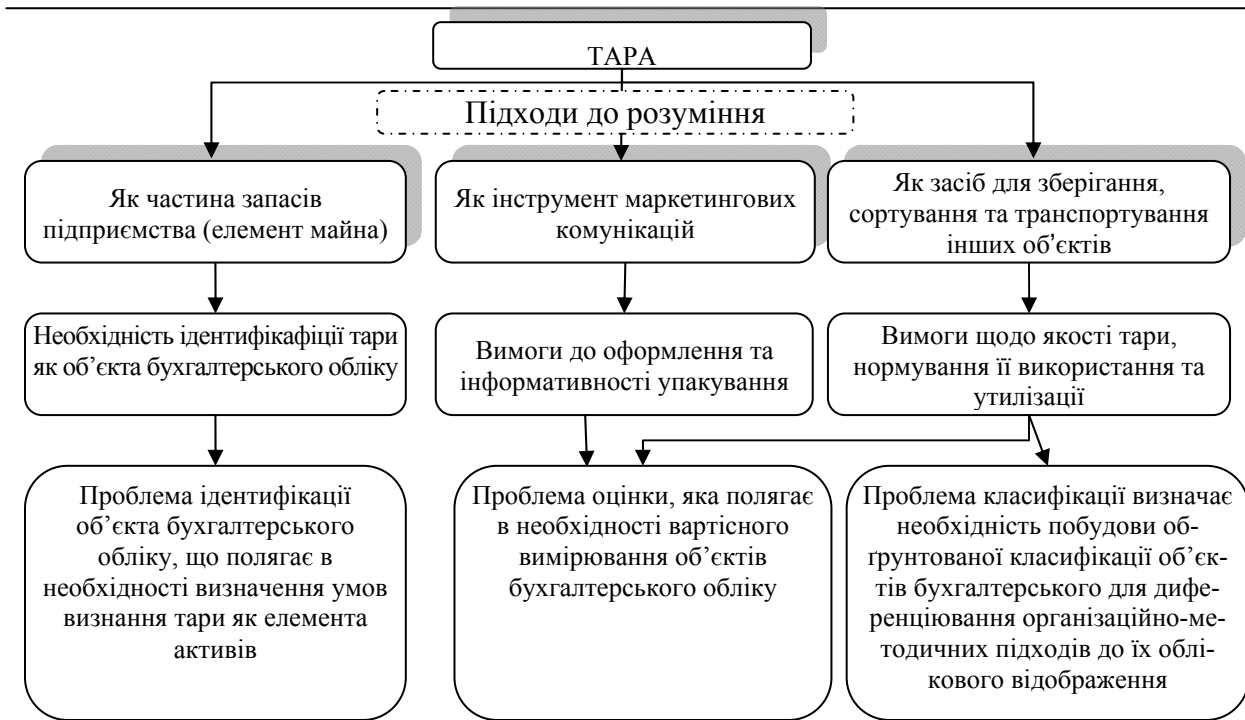 ТАРА
Підходи до розуміння
Як частина запасів
підприємства (елемент майна)
Як інструмент маркетингових
комунікацій
Як засіб для зберігання,
сортування та транспортування
інших об’єктів
Необхідність ідентифікафіції тари
як об’єкта бухгалтерського обліку
Вимоги до оформлення та
інформативності упакування
Вимоги щодо якості тари,
нормування її використання та
утилізації
Проблема ідентифікації
об’єкта бухгалтерського
обліку, що полягає в
необхідності визначення умов
визнання тари як елемента
активів
Проблема оцінки, яка полягає
в необхідності вартісного
вимірювання об’єктів
бухгалтерського обліку
Проблема класифікації визначає
необхідність побудови об-
ґрунтованої класифікації об’єк-
тів бухгалтерського для дифе-
ренціювання організаційно-ме-
тодичних підходів до їх облі-
кового відображення